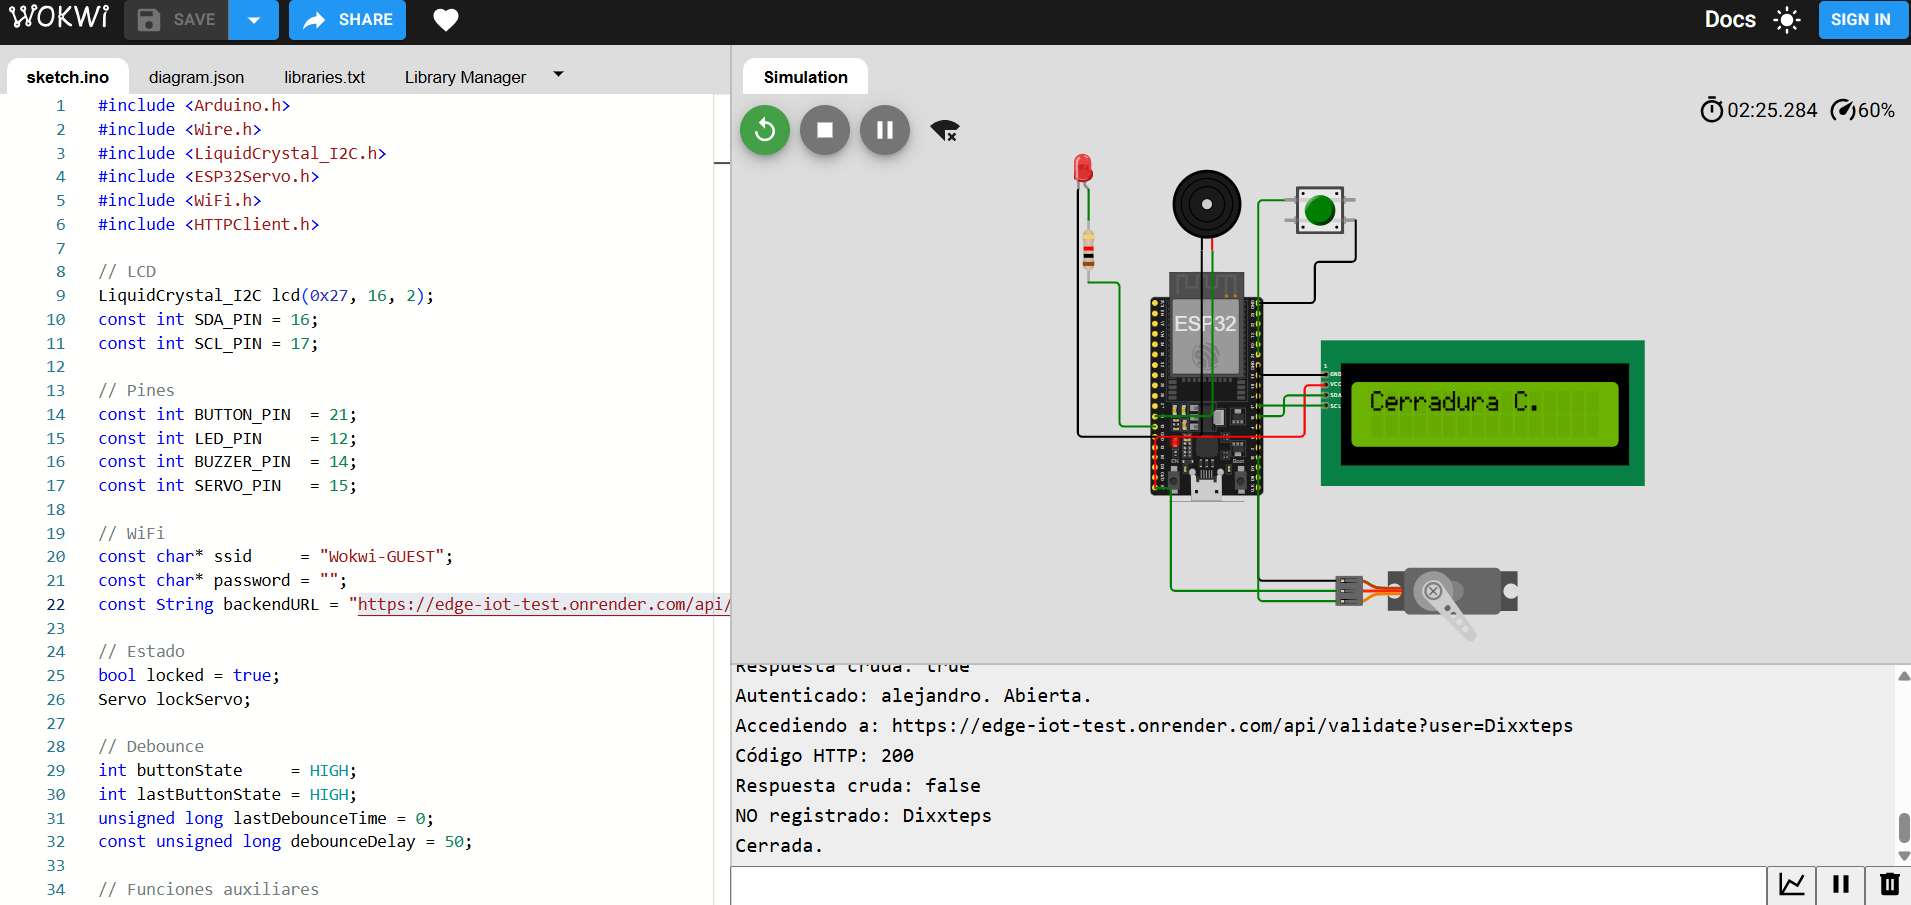 WOKWI
SAVE
SHARE
Docs
SIGN IN
sketch.ino
diagram.json
libraries.txt
Library Manager
Simulation
1 #include <Arduino.h>
2 #include <Wire.h>
3 #include <LiquidCrystal_I2C.h>
4 #include <ESP32Servo.h>
5 #include <WiFi.h>
6 #include <HTTPClient.h>
7
8 // LCD
9 LiquidCrystal_I2C lcd(0x27, 16, 2);
10 const int SDA_PIN = 16;
11 const int SCL_PIN = 17;
12
13 // Pines
14 const int BUTTON_PIN  = 21;
15 const int LED_PIN     = 12;
16 const int BUZZER_PIN  = 14;
17 const int SERVO_PIN   = 15;
18
19 // WiFi
20 const char* ssid     = "Wokwi-GUEST";
21 const char* password = "";
22 const String backendURL = "https://edge-iot-test.onrender.com/api/
23
24 // Estado
25 bool locked = true;
26 Servo lockServo;
27
28 // Debounce
29 int buttonState     = HIGH;
30 int lastButtonState = HIGH;
31 unsigned long lastDebounceTime = 0;
32 const unsigned long debounceDelay = 50;
33
34 // Funciones auxiliares
02:25.284
60%
ESP32
EN
Boot
1
GND
VCC
SDA
SCL
Cerradura C.
Respuesta cruda: true
Autenticado: alejandro. Abierta.
Accediendo a: https://edge-iot-test.onrender.com/api/validate?user=Dixxteps
Código HTTP: 200
Respuesta cruda: false
NO registrado: Dixxteps
Cerrada.